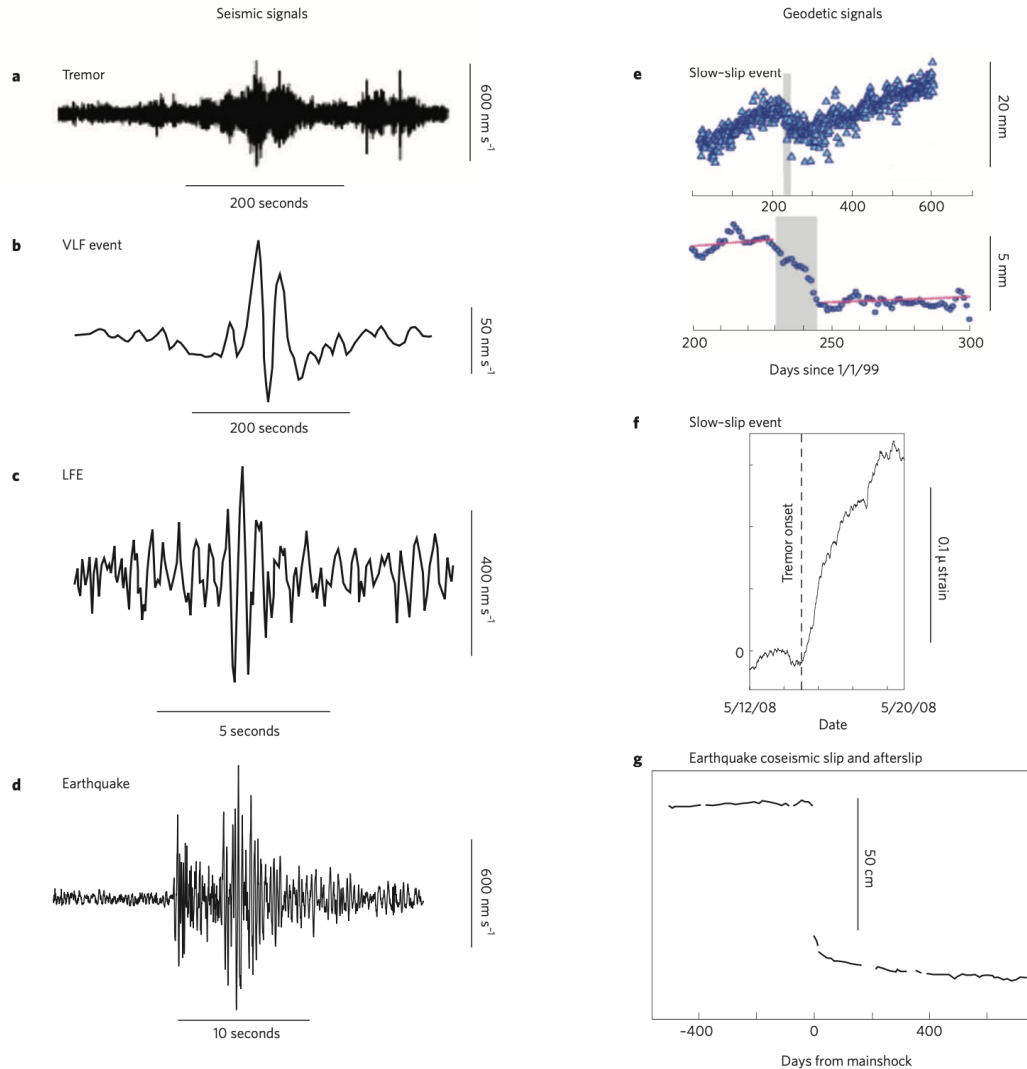 Seismic signals
a Tremor
600 nm s⁻¹
200 seconds
b VLF event
50 nm s⁻¹
200 seconds
c LFE
400 nm s⁻¹
5 seconds
d Earthquake
600 nm s⁻¹
10 seconds
Geodetic signals
e Slow–slip event
20 mm
200 400 600
5 mm
200 250 300
Days since 1/1/99
f Slow–slip event
Tremor onset
0.1 μ strain
0
5/12/08 5/20/08
Date
g Earthquake coseismic slip and afterslip
50 cm
–400 0 400
Days from mainshock